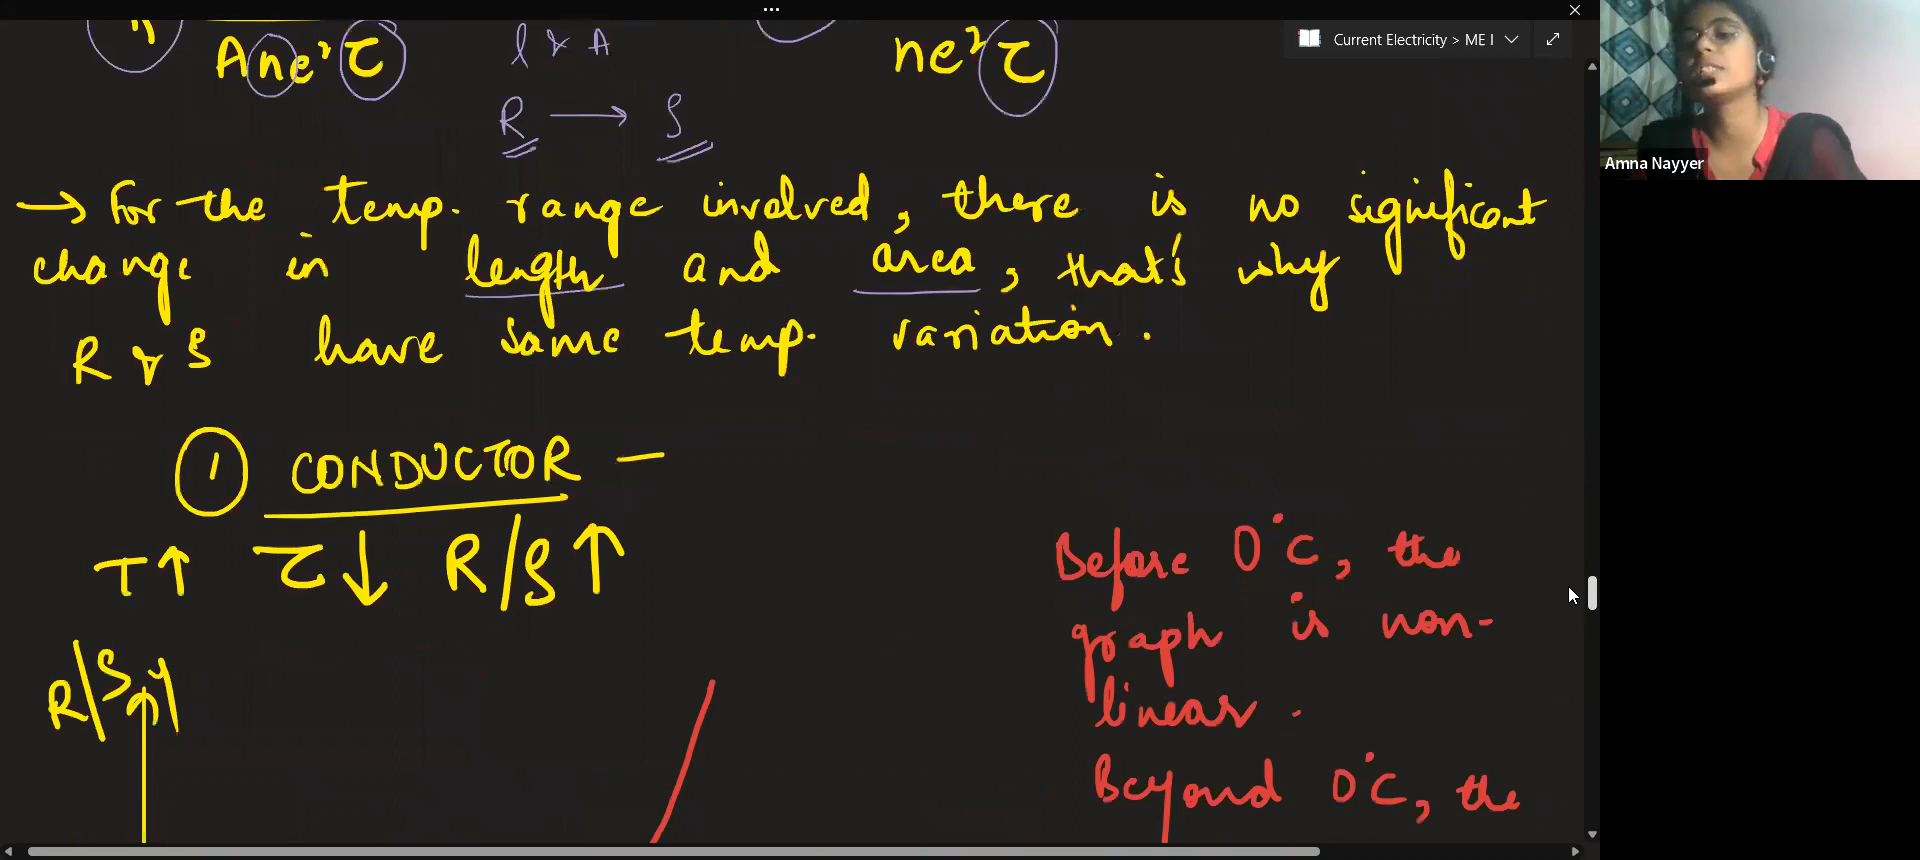 Current Electricity > ME I
Amna Nayyer
Ane²τ
l & A
ne²τ
R → ρ
→ For the temp. range involved, there is no significant
change in length and area, that's why
R & ρ have same temp. variation.
① CONDUCTOR –
T↑ τ↓ R/ρ↑
Before 0°C, the
graph is non-
linear.
Beyond 0°C, the
R/ρ